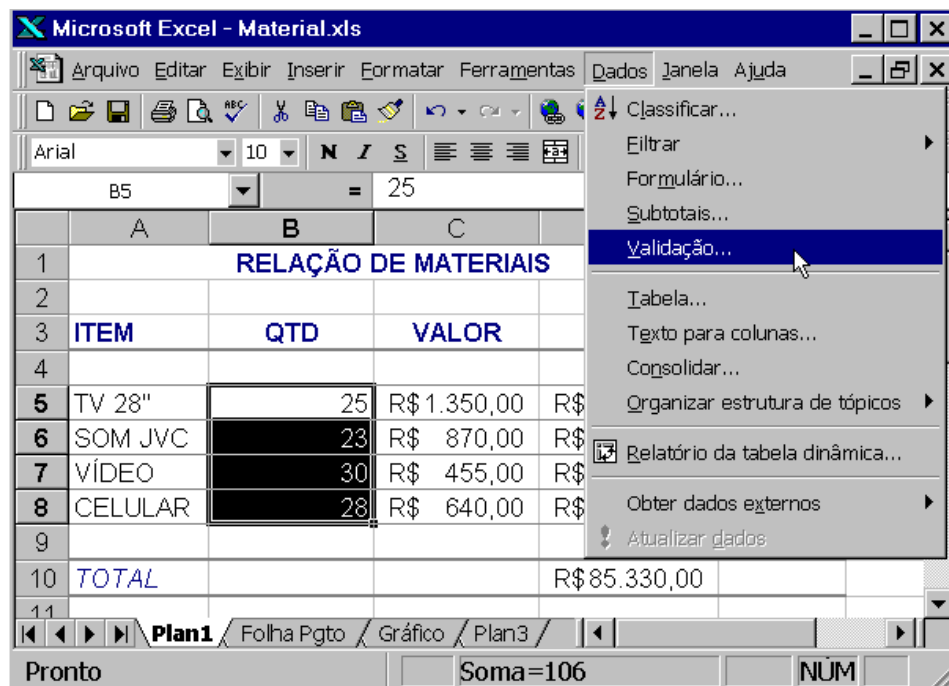 Microsoft Excel - Material.xls
Arquivo Editar Exibir Inserir Formatar Ferramentas Dados Janela Ajuda
Arial 10 N I S
B5 = 25
A B C
1 RELAÇÃO DE MATERIAIS
2
3 ITEM QTD VALOR
4
5 TV 28" 25 R$1.350,00 R$
6 SOM JVC 23 R$ 870,00 R$
7 VÍDEO 30 R$ 455,00 R$
8 CELULAR 28 R$ 640,00 R$
9
10 TOTAL R$85.330,00
11
Classificar...
Filtrar
Formulário...
Subtotais...
Validação...
Tabela...
Texto para colunas...
Consolidar...
Organizar estrutura de tópicos
Relatório da tabela dinâmica...
Obter dados externos
Atualizar dados
Plan1 Folha Pgto Gráfico Plan3
Pronto Soma=106 NÚM